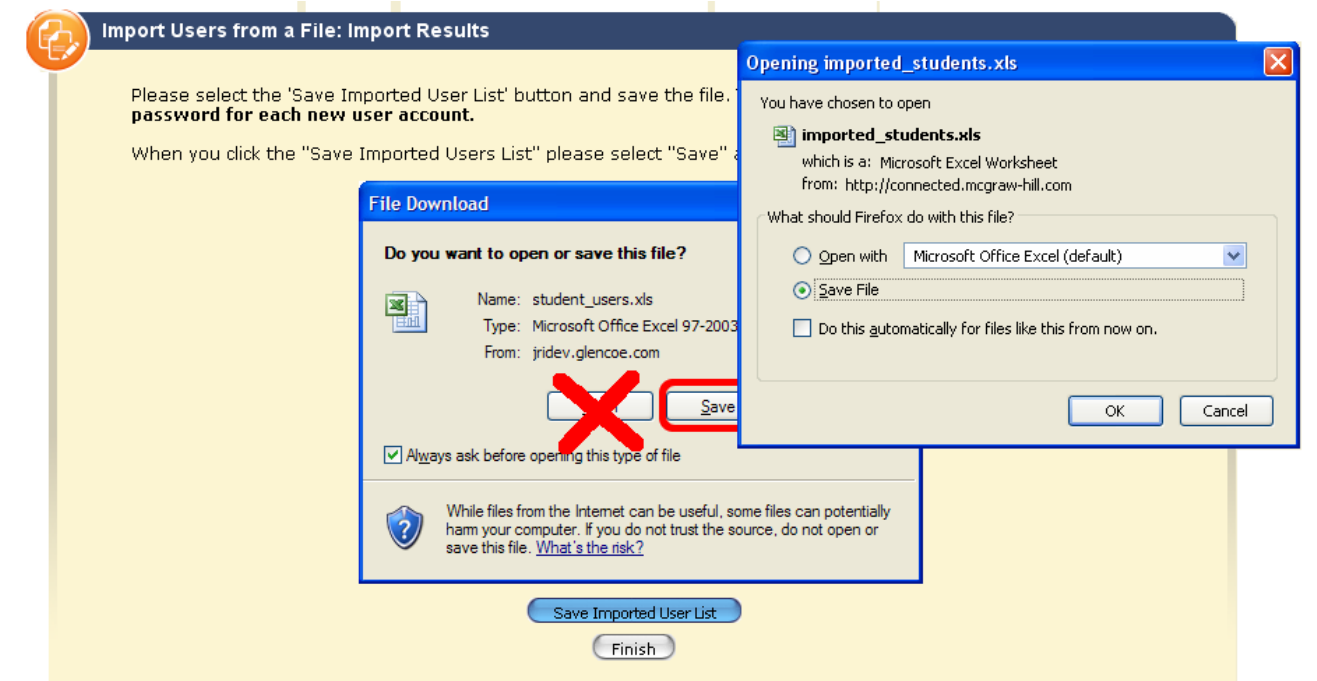 Import Users from a File: Import Results
Please select the 'Save Imported User List' button and save the file.
password for each new user account.
When you click the "Save Imported Users List" please select "Save"
File Download
Do you want to open or save this file?
Name: student_users.xls
Type: Microsoft Office Excel 97-2003
From: jridev.glencoe.com
Save
Always ask before opening this type of file
While files from the Internet can be useful, some files can potentially
harm your computer. If you do not trust the source, do not open or
save this file. What's the risk?
Save Imported User List
Finish
Opening imported_students.xls
You have chosen to open
imported_students.xls
which is a: Microsoft Excel Worksheet
from: http://connected.mcgraw-hill.com
What should Firefox do with this file?
Open with Microsoft Office Excel (default)
Save File
Do this automatically for files like this from now on.
OK Cancel